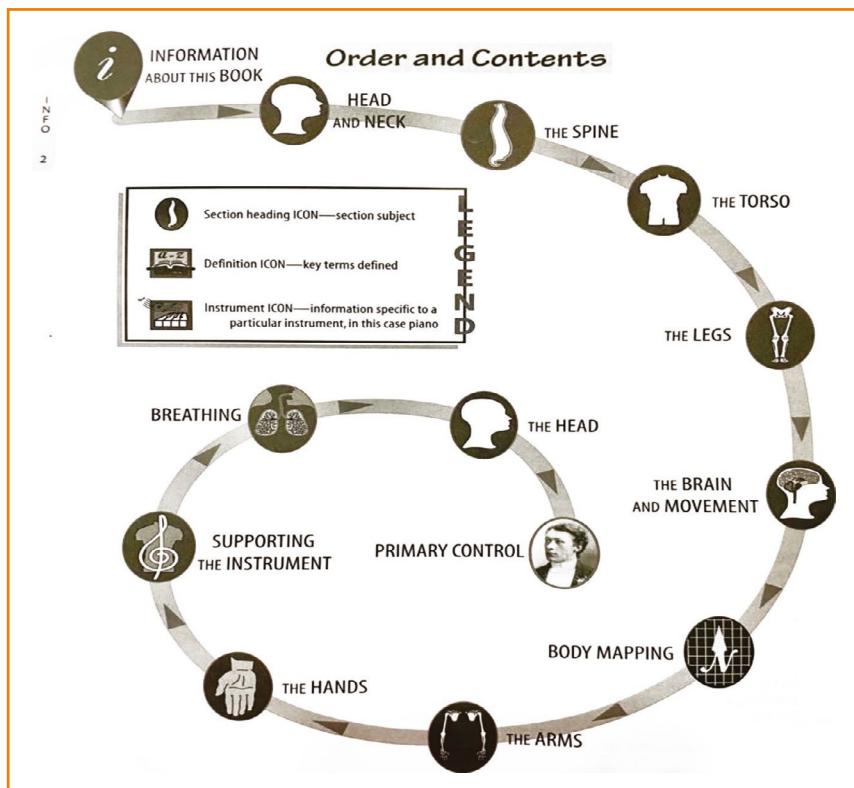 INFORMATION
ABOUT THIS BOOK
Order and Contents
INFO
2
HEAD
AND NECK
THE SPINE
THE TORSO
Section heading ICON—section subject
A-Z
Definition ICON—key terms defined
Instrument ICON—information specific to a
particular instrument, in this case piano
LEGEND
THE LEGS
BREATHING
THE HEAD
THE BRAIN
AND MOVEMENT
SUPPORTING
THE INSTRUMENT
PRIMARY CONTROL
BODY MAPPING
N
THE HANDS
THE ARMS